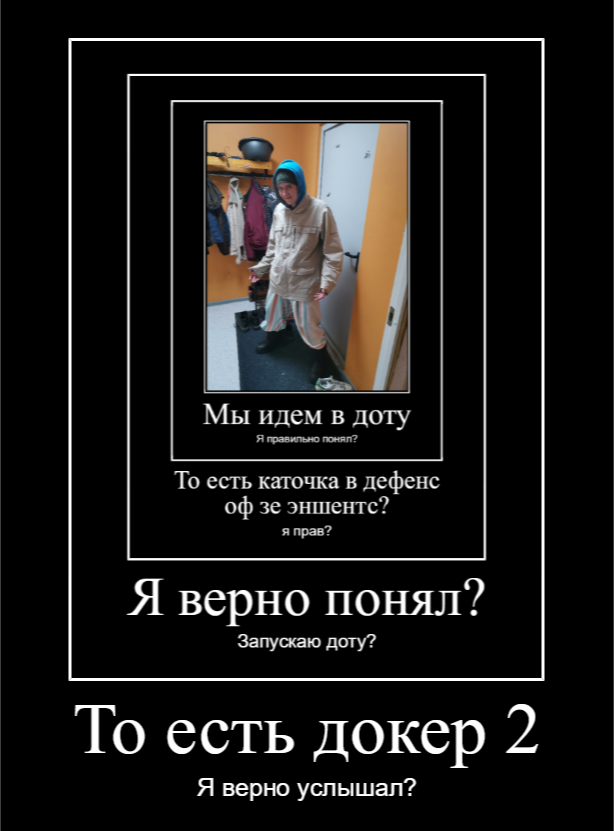 Мы идем в доту
Я правильно понял?
То есть каточка в дефенс
оф зе эншентс?
я прав?
Я верно понял?
Запускаю доту?
То есть докер 2
Я верно услышал?